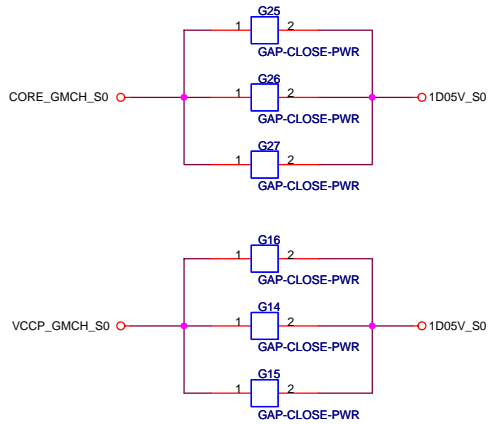 G25
1 2
GAP-CLOSE-PWR
CORE_GMCH_S0
G26
1 2
1D05V_S0
GAP-CLOSE-PWR
G27
1 2
GAP-CLOSE-PWR
G16
1 2
GAP-CLOSE-PWR
VCCP_GMCH_S0
G14
1 2
1D05V_S0
GAP-CLOSE-PWR
G15
1 2
GAP-CLOSE-PWR